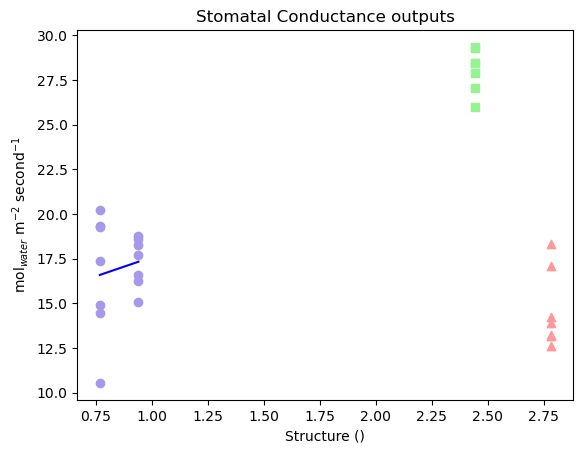 Stomatal Conductance outputs
30.0
27.5
25.0
22.5
20.0
17.5
15.0
12.5
10.0
mol_{water} m^{−2} second^{−1}
0.75 1.00 1.25 1.50 1.75 2.00 2.25 2.50 2.75
Structure ()